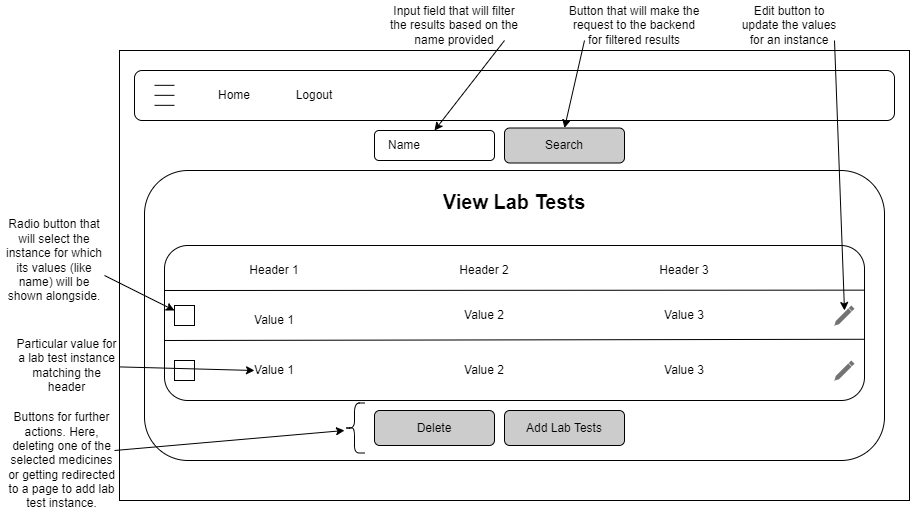 Input field that will filter
the results based on the
name provided
Button that will make the
request to the backend
for filtered results
Edit button to
update the values
for an instance
Home
Logout
Name
Search
View Lab Tests
Radio button that
will select the
instance for which
its values (like
name) will be
shown alongside.
Header 1
Header 2
Header 3
Value 1
Value 2
Value 3
Particular value for
a lab test instance
matching the
header
Value 1
Value 2
Value 3
Buttons for further
actions. Here,
deleting one of the
selected medicines
or getting redirected
to a page to add lab
test instance.
Delete
Add Lab Tests